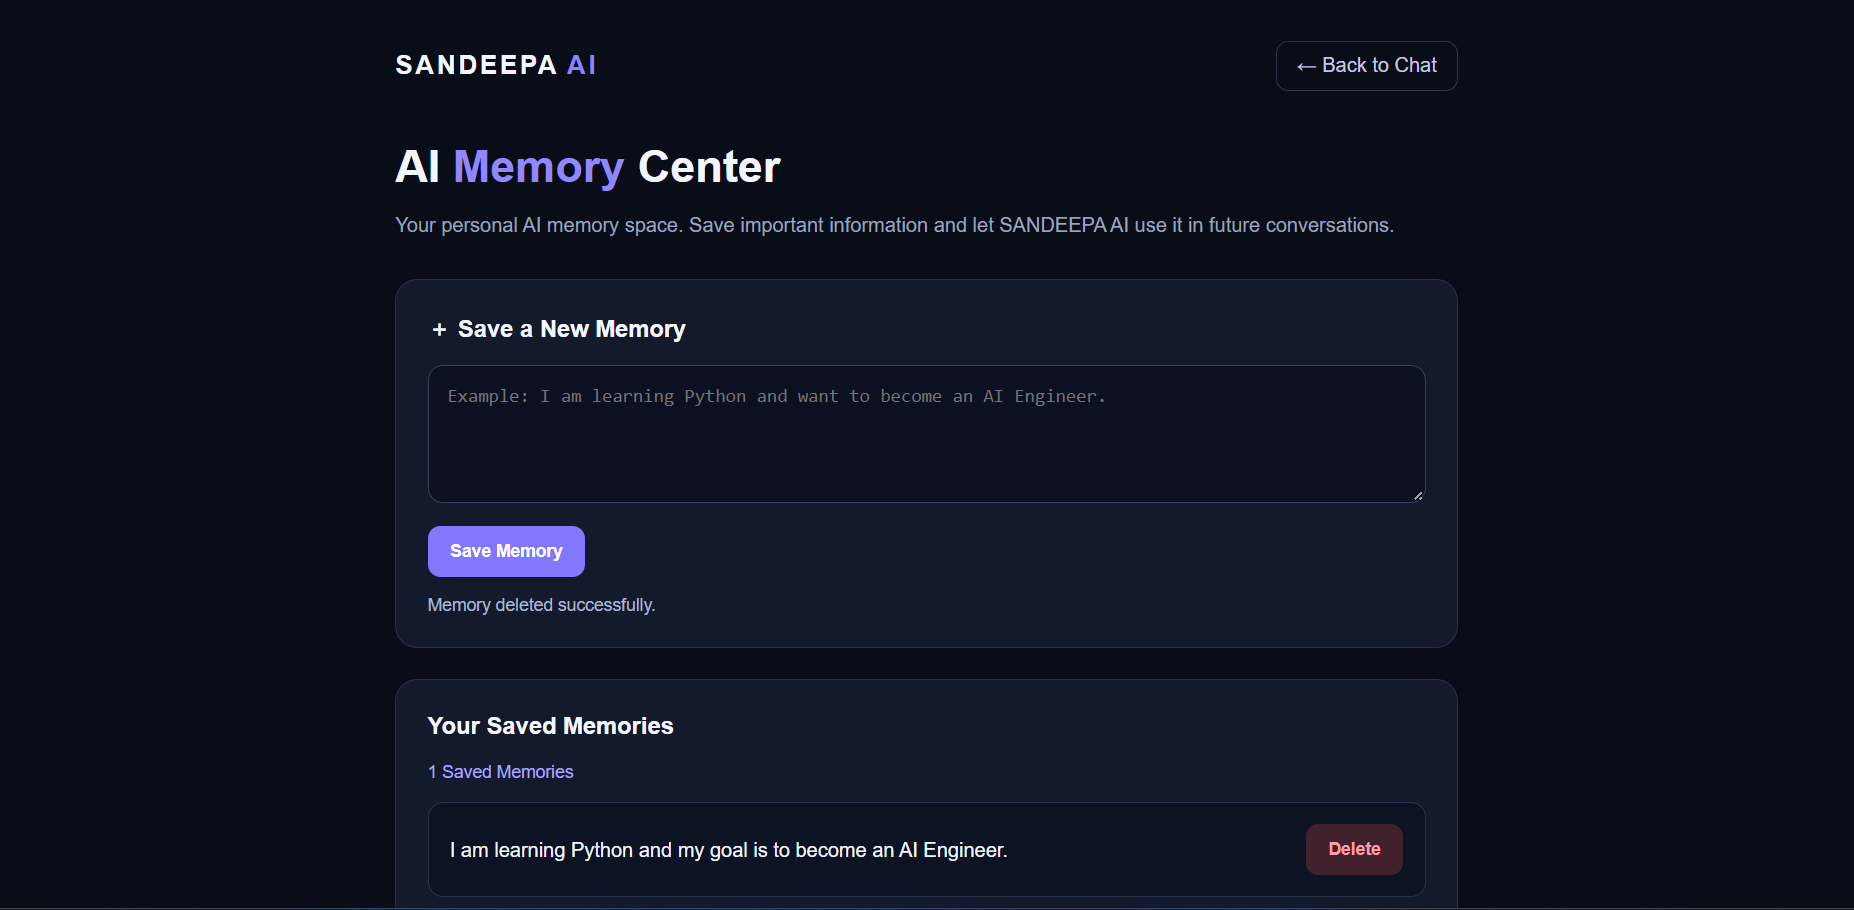 SANDEEPA AI
← Back to Chat
AI Memory Center
Your personal AI memory space. Save important information and let SANDEEPA AI use it in future conversations.
+ Save a New Memory
Example: I am learning Python and want to become an AI Engineer.
Save Memory
Memory deleted successfully.
Your Saved Memories
1 Saved Memories
I am learning Python and my goal is to become an AI Engineer.
Delete